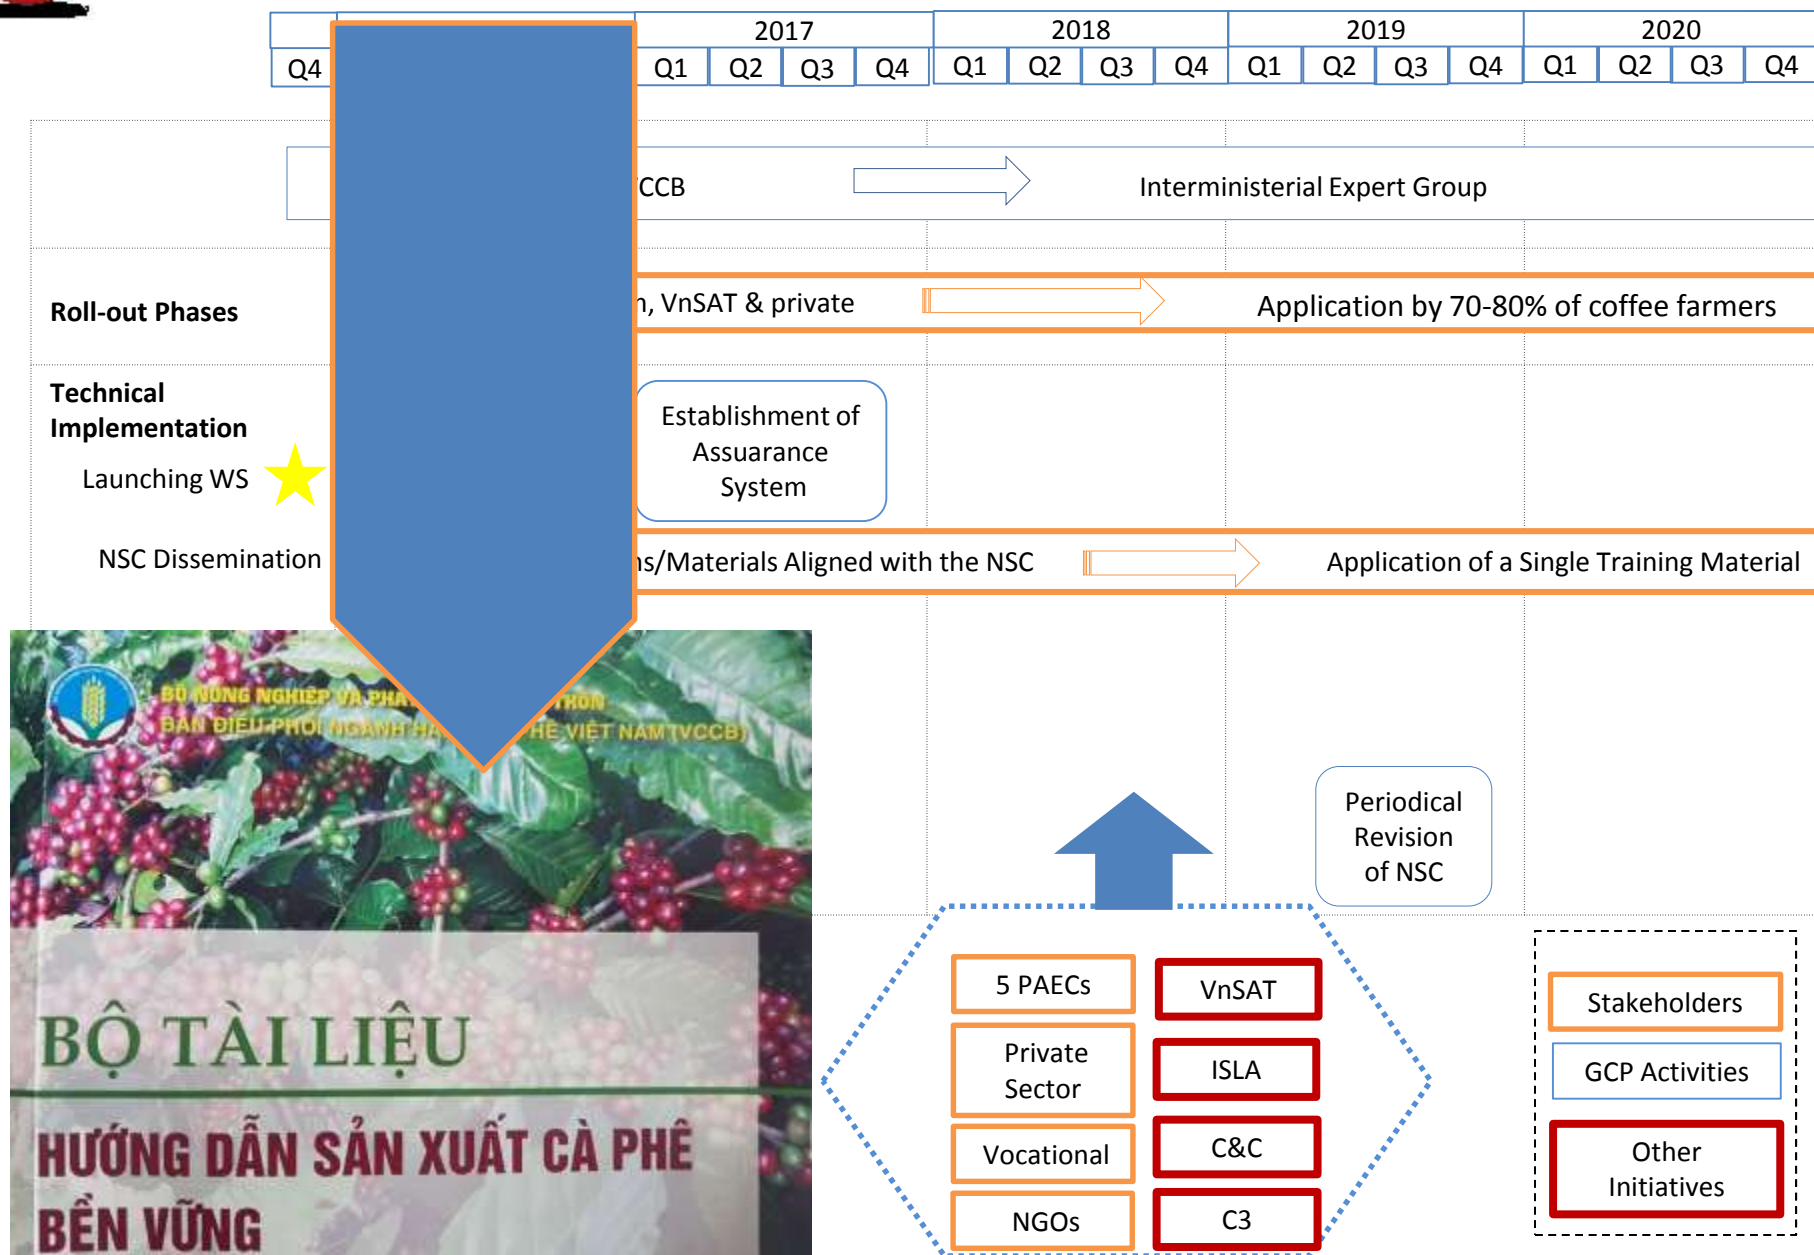 2017 2018 2019 2020
Q4 Q1 Q2 Q3 Q4 Q1 Q2 Q3 Q4 Q1 Q2 Q3 Q4 Q1 Q2 Q3 Q4
CCB
Interministerial Expert Group
Roll-out Phases
, VnSAT & private
Application by 70-80% of coffee farmers
Technical
Implementation
Launching WS
Establishment of
Assuarance
System
NSC Dissemination
ns/Materials Aligned with the NSC
Application of a Single Training Material
BỘ NÔNG NGHIỆP VÀ PHÁT THÔN
BAN ĐIỀU PHỐI NGÀNH HÀ PHÊ VIỆT NAM (VCCB)
BỘ TÀI LIỆU
HƯỚNG DẪN SẢN XUẤT CÀ PHÊ
BỀN VỮNG
Periodical
Revision
of NSC
5 PAECs
Private
Sector
Vocational
NGOs
VnSAT
ISLA
C&C
C3
Stakeholders
GCP Activities
Other
Initiatives